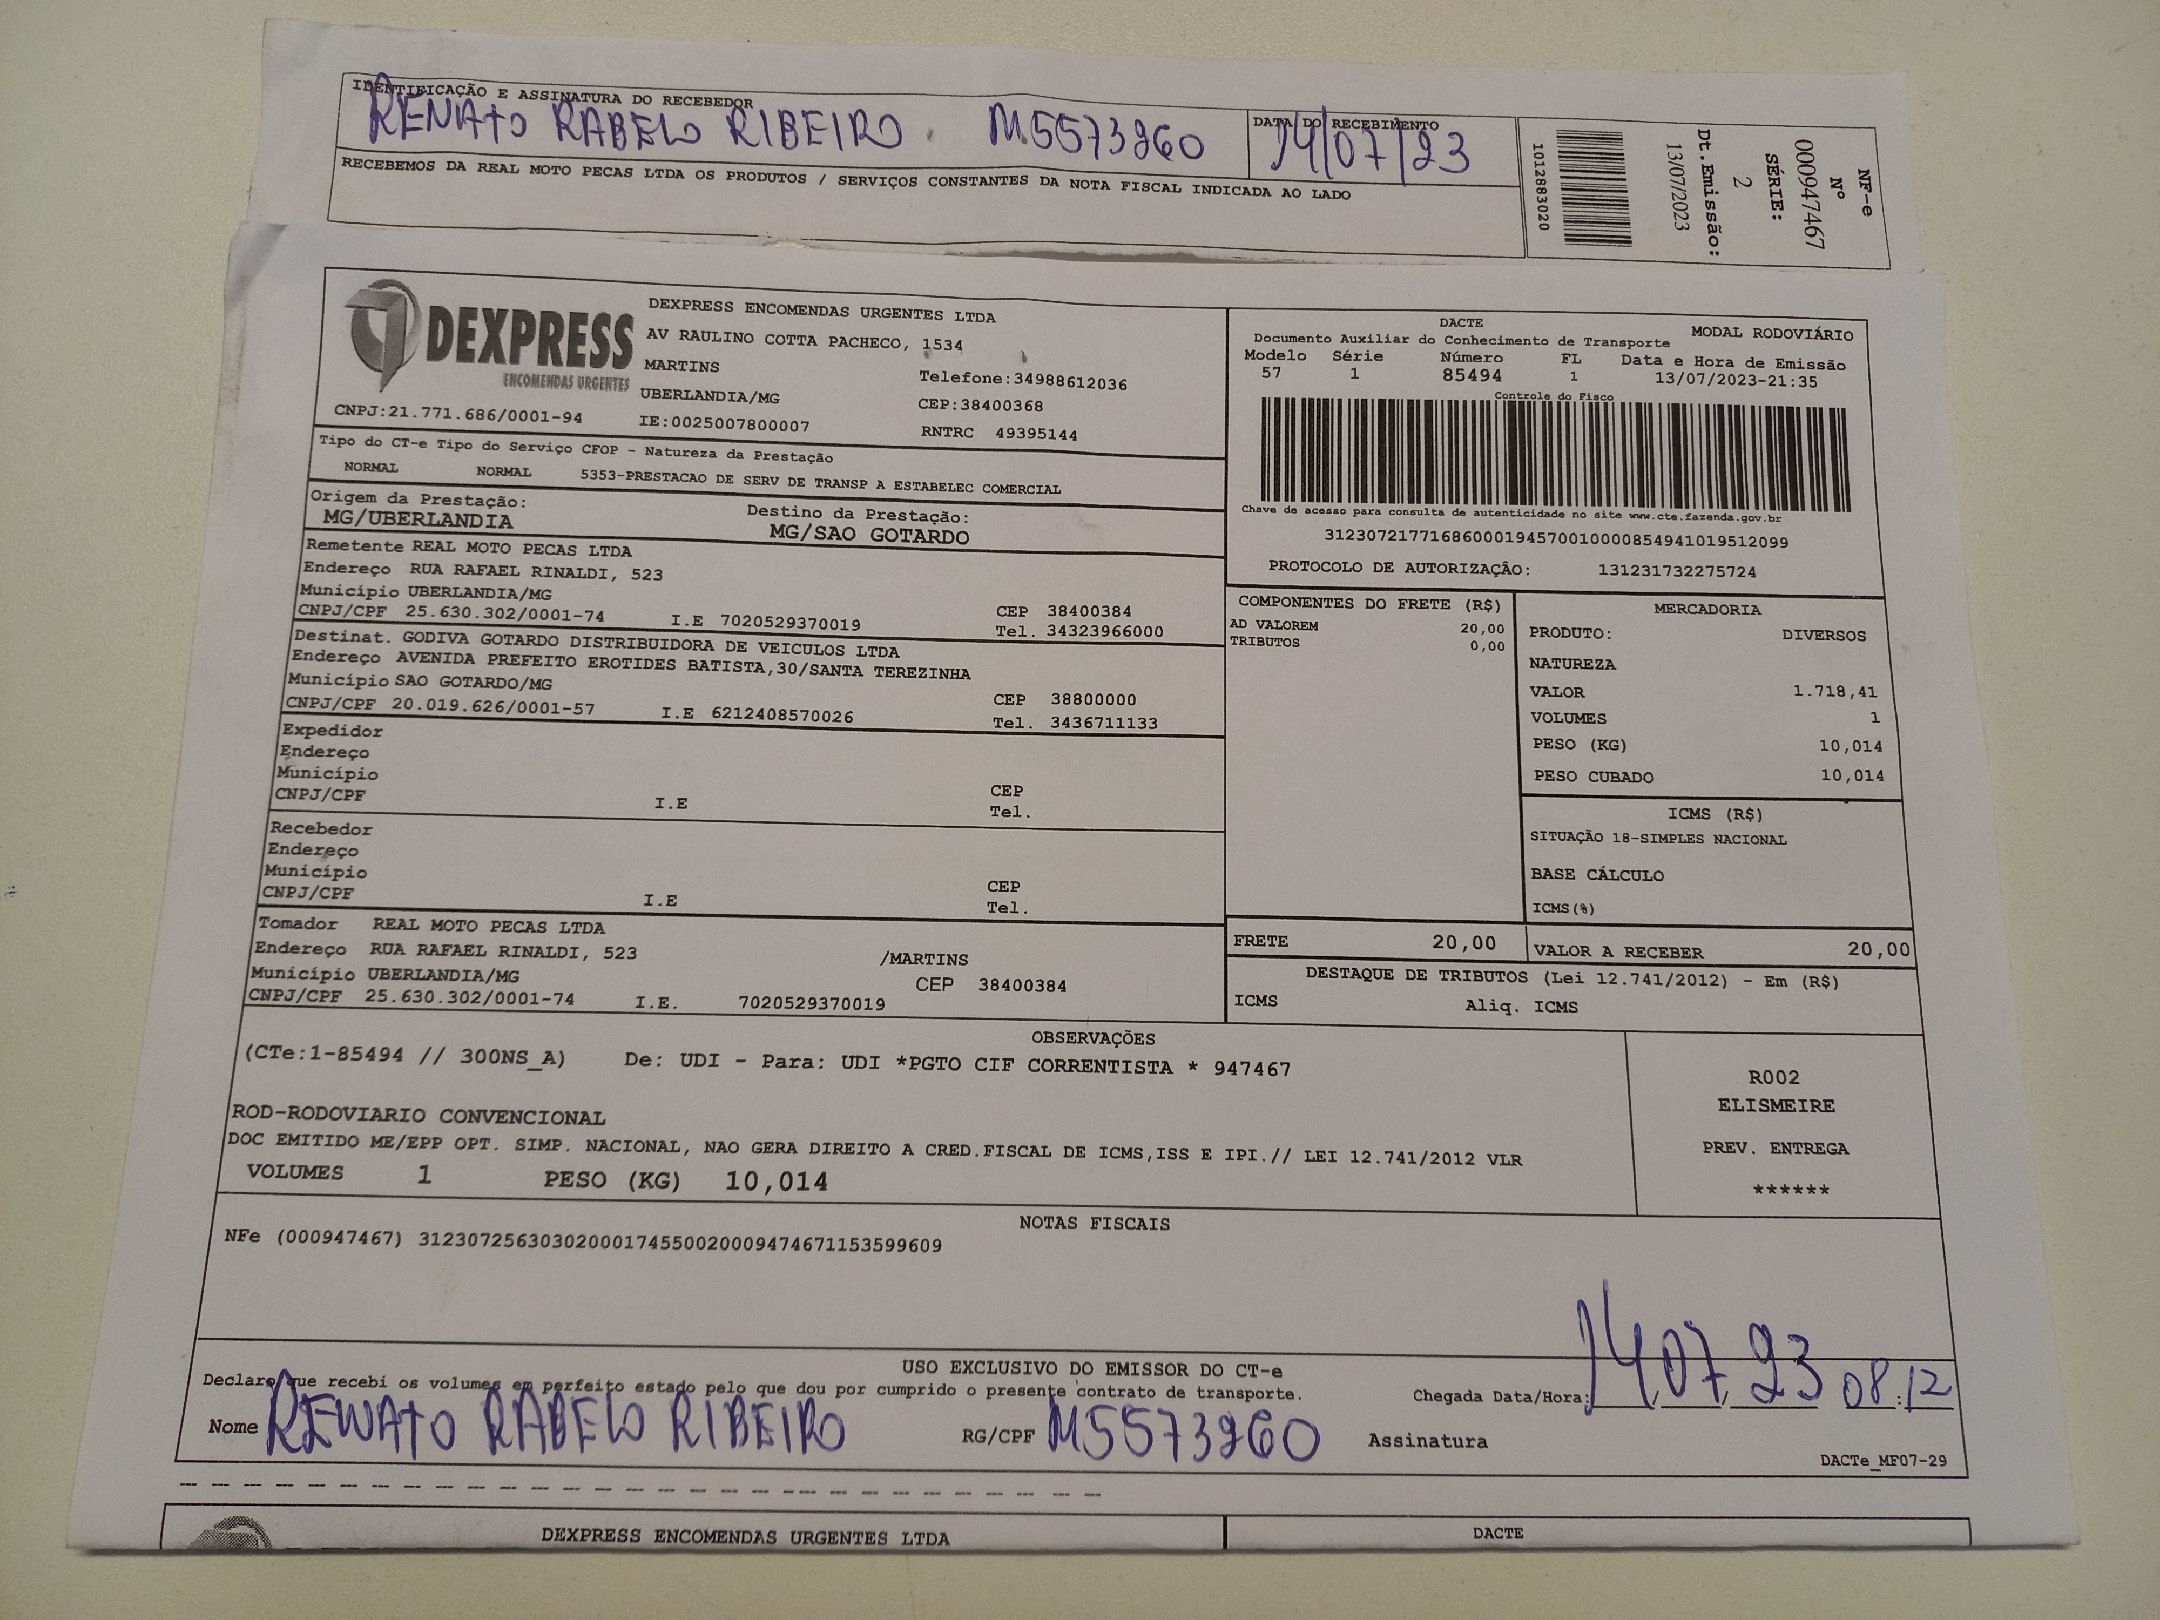 IDENTIFICAÇÃO E ASSINATURA DO RECEBEDOR
RENATO RABELO RIBEIRO. M5573260
DATA DO RECEBIMENTO
14/07/23
RECEBEMOS DA REAL MOTO PECAS LTDA OS PRODUTOS / SERVIÇOS CONSTANTES DA NOTA FISCAL INDICADA AO LADO
NF-e
Nº
000947467
SÉRIE:
2
Dt.Emissão:
13/07/2023
1012883020
DEXPRESS
ENCOMENDAS URGENTES
CNPJ:21.771.686/0001-94
DEXPRESS ENCOMENDAS URGENTES LTDA
AV RAULINO COTTA PACHECO, 1534
MARTINS
Telefone:34988612036
UBERLANDIA/MG
CEP:38400368
IE:0025007800007
RNTRC 49395144
DACTE
MODAL RODOVIÁRIO
Documento Auxiliar do Conhecimento de Transporte
Modelo Série Número FL Data e Hora de Emissão
57 1 85494 1 13/07/2023-21:35
Controle do Fisco
Chave de acesso para consulta de autenticidade no site www.cte.fazenda.gov.br
31230721771686000194570010000854941019512099
PROTOCOLO DE AUTORIZAÇÃO: 131231732275724
Tipo do CT-e Tipo do Serviço CFOP - Natureza da Prestação
NORMAL NORMAL 5353-PRESTACAO DE SERV DE TRANSP A ESTABELEC COMERCIAL
Origem da Prestação: Destino da Prestação:
MG/UBERLANDIA MG/SAO GOTARDO
Remetente REAL MOTO PECAS LTDA
Endereço RUA RAFAEL RINALDI, 523
Município UBERLANDIA/MG CEP 38400384
CNPJ/CPF 25.630.302/0001-74 I.E 7020529370019 Tel. 34323966000
Destinat. GODIVA GOTARDO DISTRIBUIDORA DE VEICULOS LTDA
Endereço AVENIDA PREFEITO EROTIDES BATISTA,30/SANTA TEREZINHA
Município SAO GOTARDO/MG CEP 38800000
CNPJ/CPF 20.019.626/0001-57 I.E 6212408570026 Tel. 3436711133
Expedidor
Endereço
Município CEP
CNPJ/CPF I.E Tel.
Recebedor
Endereço
Município CEP
CNPJ/CPF I.E Tel.
Tomador REAL MOTO PECAS LTDA
Endereço RUA RAFAEL RINALDI, 523 /MARTINS
Município UBERLANDIA/MG CEP 38400384
CNPJ/CPF 25.630.302/0001-74 I.E. 7020529370019
COMPONENTES DO FRETE (R$)
AD VALOREM 20,00
TRIBUTOS 0,00
MERCADORIA
PRODUTO: DIVERSOS
NATUREZA
VALOR 1.718,41
VOLUMES 1
PESO (KG) 10,014
PESO CUBADO 10,014
ICMS (R$)
SITUAÇÃO 18-SIMPLES NACIONAL
BASE CÁLCULO
ICMS(%)
FRETE 20,00 VALOR A RECEBER 20,00
DESTAQUE DE TRIBUTOS (Lei 12.741/2012) - Em (R$)
ICMS Aliq. ICMS
OBSERVAÇÕES
(CTe:1-85494 // 300NS_A) De: UDI - Para: UDI *PGTO CIF CORRENTISTA * 947467
ROD-RODOVIARIO CONVENCIONAL
DOC EMITIDO ME/EPP OPT. SIMP. NACIONAL, NAO GERA DIREITO A CRED.FISCAL DE ICMS,ISS E IPI.// LEI 12.741/2012 VLR
VOLUMES 1 PESO (KG) 10,014
R002
ELISMEIRE
PREV. ENTREGA
******
NOTAS FISCAIS
NFe (000947467) 31230725630302000174550020009474671153599609
USO EXCLUSIVO DO EMISSOR DO CT-e
Declaro que recebi os volumes em perfeito estado pelo que dou por cumprido o presente contrato de transporte.
Chegada Data/Hora: 14,07,23 08:12
Nome RENATO RABELO RIBEIRO RG/CPF M5573260 Assinatura
DACTe_MF07-29
DEXPRESS ENCOMENDAS URGENTES LTDA DACTE